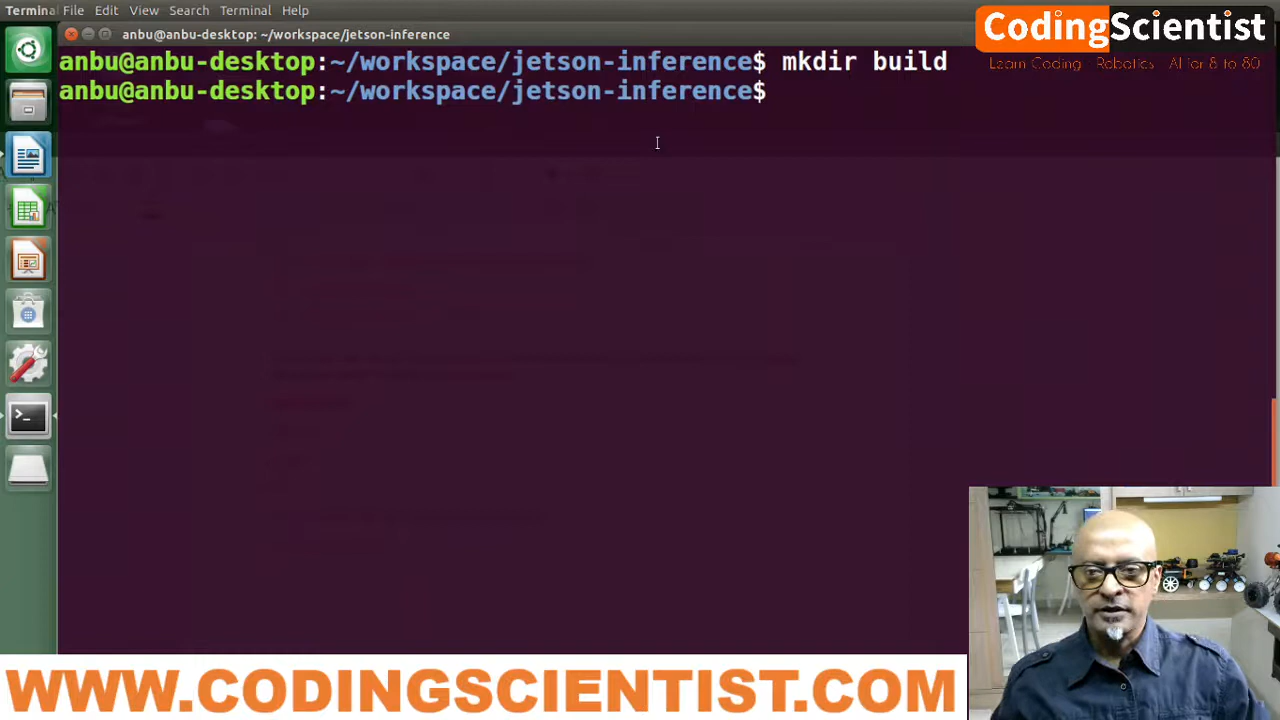 Terminal File Edit View Search Terminal Help
anbu@anbu-desktop: ~/workspace/jetson-inference
CodingScientist
Learn Coding Robotics AI for 8 to 80
anbu@anbu-desktop:~/workspace/jetson-inference$ mkdir build
anbu@anbu-desktop:~/workspace/jetson-inference$
WWW.CODINGSCIENTIST.COM